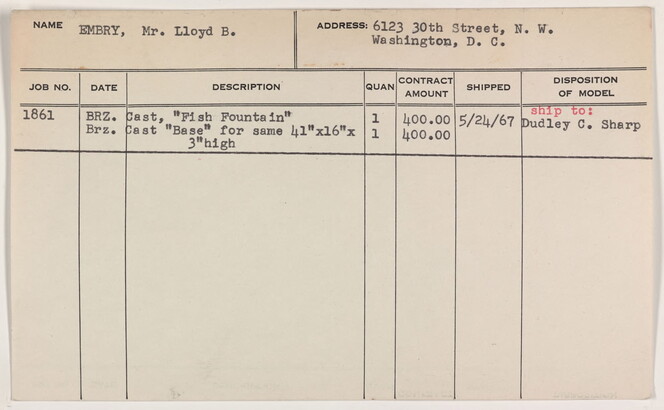 NAME EMBRY, Mr. Lloyd B. ADDRESS: 6123 30th Street, N. W.
Washington, D. C.
JOB NO. DATE DESCRIPTION QUAN CONTRACT AMOUNT SHIPPED DISPOSITION OF MODEL
ship to:
1861 BRZ. Cast, "Fish Fountain" 1 400.00 5/24/67 Dudley C. Sharp
Brz. Cast "Base" for same 41"x16"x 1 400.00
3"high